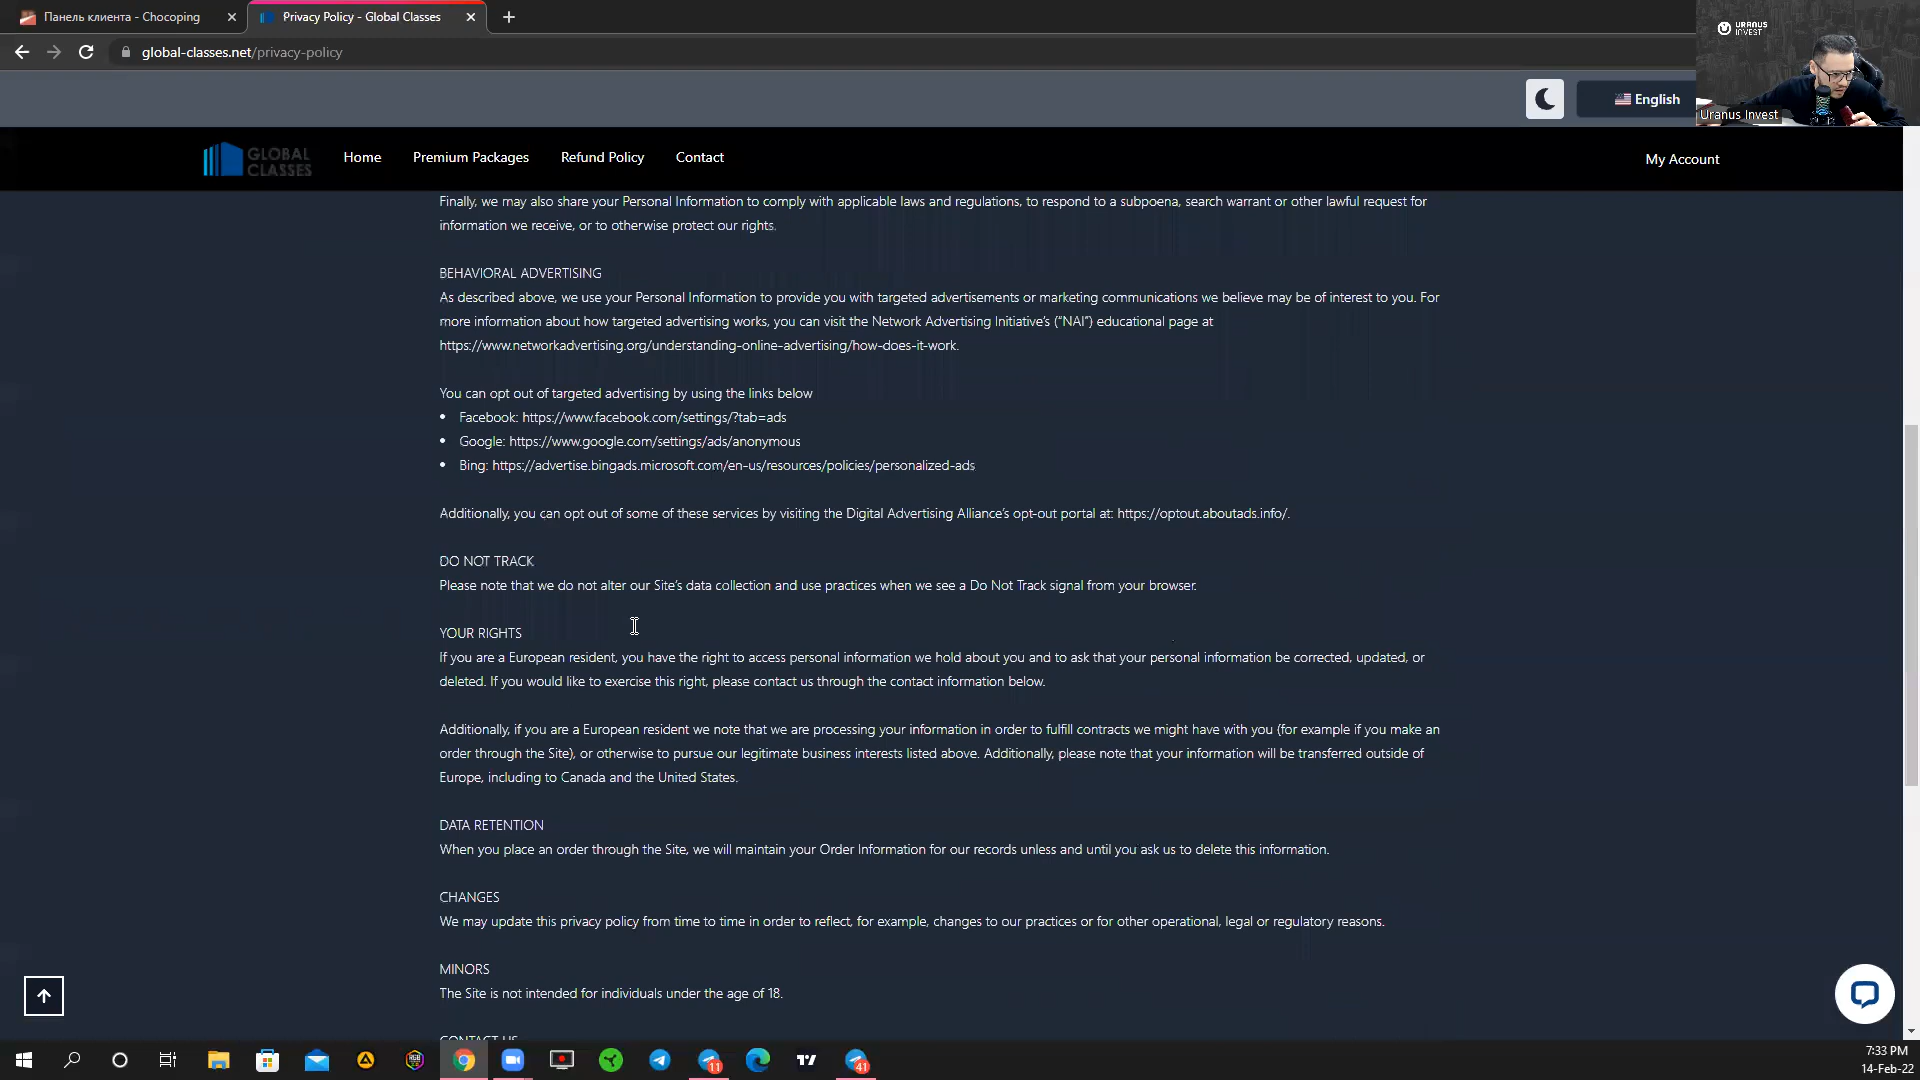 Панель клиента - Chocoping
Privacy Policy - Global Classes
global-classes.net/privacy-policy
URANUS
INVEST
English
Uranus Invest
GLOBAL
CLASSES
Home
Premium Packages
Refund Policy
Contact
My Account
Finally, we may also share your Personal Information to comply with applicable laws and regulations, to respond to a subpoena, search warrant or other lawful request for
information we receive, or to otherwise protect our rights.
BEHAVIORAL ADVERTISING
As described above, we use your Personal Information to provide you with targeted advertisements or marketing communications we believe may be of interest to you. For
more information about how targeted advertising works, you can visit the Network Advertising Initiative's (“NAI”) educational page at
https://www.networkadvertising.org/understanding-online-advertising/how-does-it-work.
You can opt out of targeted advertising by using the links below
• Facebook: https://www.facebook.com/settings/?tab=ads
• Google: https://www.google.com/settings/ads/anonymous
• Bing: https://advertise.bingads.microsoft.com/en-us/resources/policies/personalized-ads
Additionally, you can opt out of some of these services by visiting the Digital Advertising Alliance's opt-out portal at: https://optout.aboutads.info/.
DO NOT TRACK
Please note that we do not alter our Site's data collection and use practices when we see a Do Not Track signal from your browser.
YOUR RIGHTS
If you are a European resident, you have the right to access personal information we hold about you and to ask that your personal information be corrected, updated, or
deleted. If you would like to exercise this right, please contact us through the contact information below.
Additionally, if you are a European resident we note that we are processing your information in order to fulfill contracts we might have with you (for example if you make an
order through the Site), or otherwise to pursue our legitimate business interests listed above. Additionally, please note that your information will be transferred outside of
Europe, including to Canada and the United States.
DATA RETENTION
When you place an order through the Site, we will maintain your Order Information for our records unless and until you ask us to delete this information.
CHANGES
We may update this privacy policy from time to time in order to reflect, for example, changes to our practices or for other operational, legal or regulatory reasons.
MINORS
The Site is not intended for individuals under the age of 18.
CONTACT US
11
41
7:33 PM
14-Feb-22